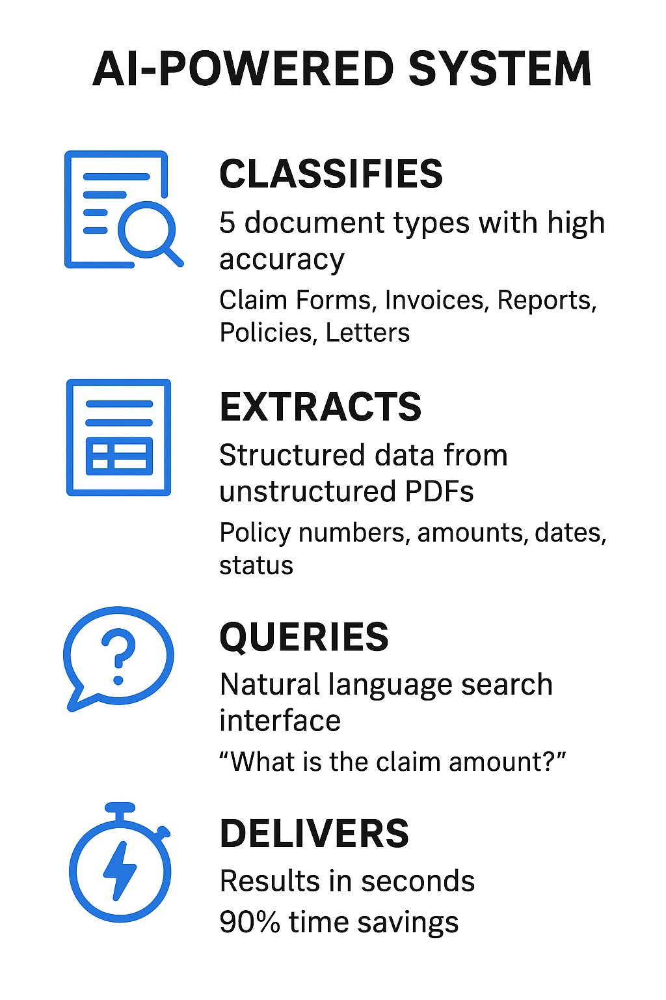 AI-POWERED SYSTEM
CLASSIFIES
5 document types with high
accuracy
Claim Forms, Invoices, Reports,
Policies, Letters
EXTRACTS
Structured data from
unstructured PDFs
Policy numbers, amounts, dates,
status
QUERIES
Natural language search
interface
“What is the claim amount?”
DELIVERS
Results in seconds
90% time savings